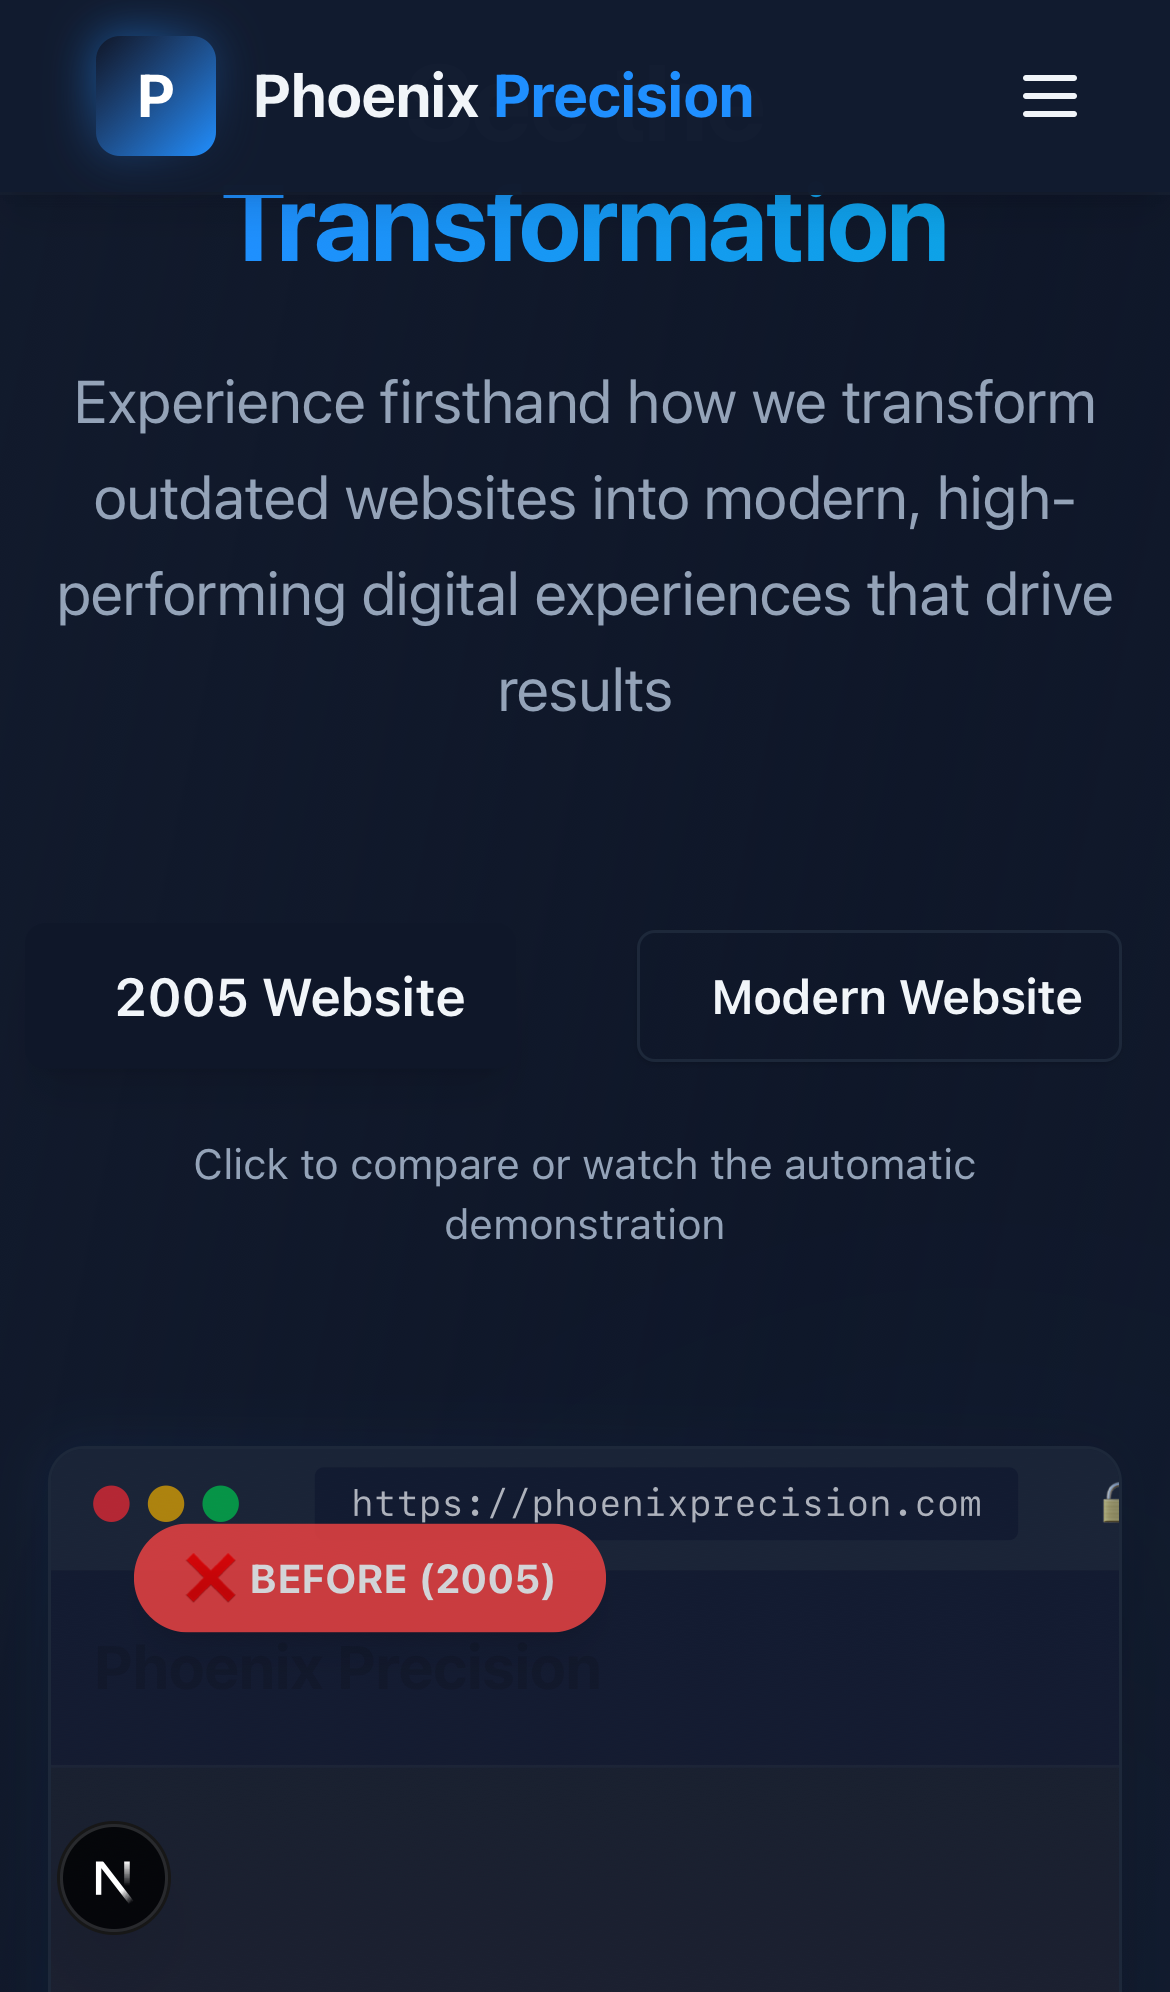 P
Phoenix Precision
Transformation
Experience firsthand how we transform
outdated websites into modern, high-
performing digital experiences that drive
results
2005 Website
Modern Website
Click to compare or watch the automatic
demonstration
https://phoenixprecision.com
❌ BEFORE (2005)
Phoenix Precision
N